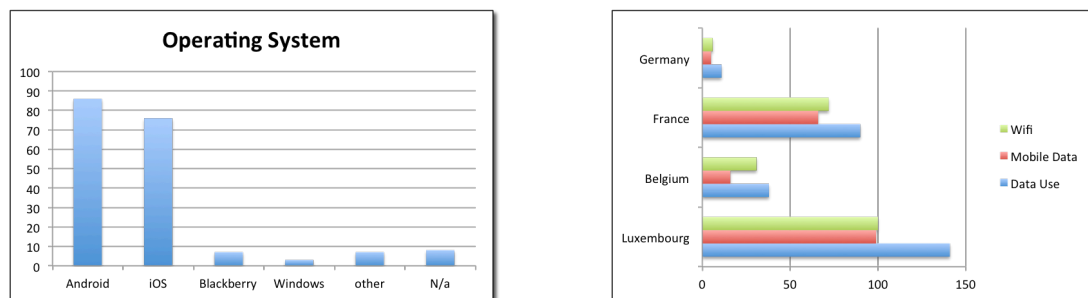 Operating System
100
90
80
70
60
50
40
30
20
10
0
Android iOS Blackberry Windows other N/a
Germany
France
Belgium
Luxembourg
0 50 100 150
Wifi
Mobile Data
Data Use